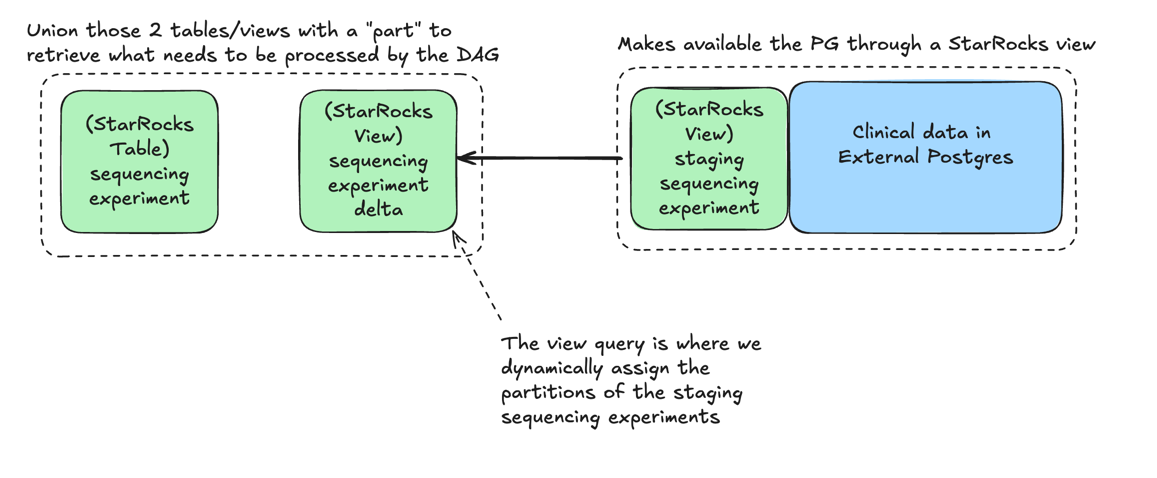 Union those 2 tables/views with a "part" to
retrieve what needs to be processed by the DAG
(StarRocks
Table)
sequencing
experiment
(StarRocks
View)
sequencing
experiment
delta
Makes available the PG through a StarRocks view
(StarRocks
View)
staging
sequencing
experiment
Clinical data in
External Postgres
The view query is where we
dynamically assign the
partitions of the staging
sequencing experiments